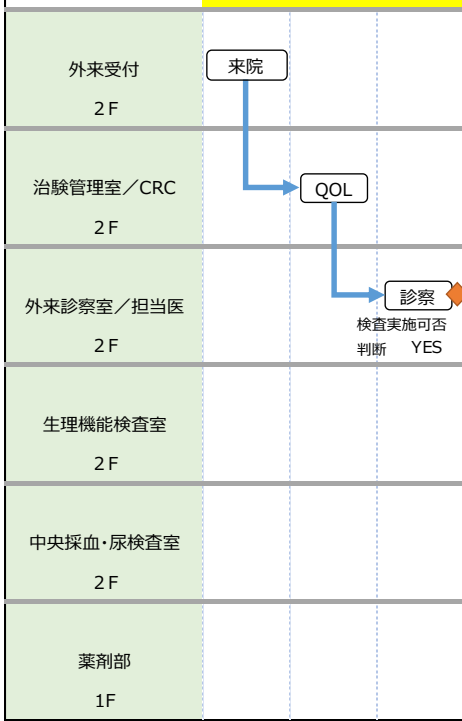 外来受付
2F
来院
治験管理室／CRC
2F
QOL
外来診察室／担当医
2F
診察
検査実施可否
判断 YES
生理機能検査室
2F
中央採血・尿検査室
2F
薬剤部
1F